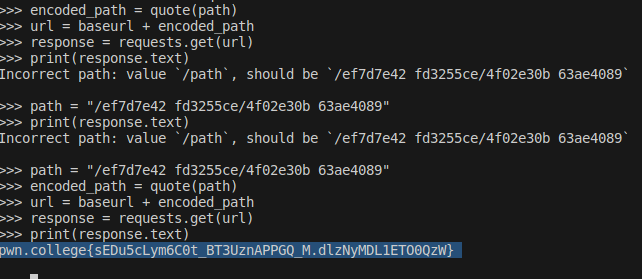 >>> encoded_path = quote(path)
>>> url = baseurl + encoded_path
>>> response = requests.get(url)
>>> print(response.text)
Incorrect path: value `/path`, should be `/ef7d7e42 fd3255ce/4f02e30b 63ae4089`
>>> path = "/ef7d7e42 fd3255ce/4f02e30b 63ae4089"
>>> print(response.text)
Incorrect path: value `/path`, should be `/ef7d7e42 fd3255ce/4f02e30b 63ae4089`
>>> path = "/ef7d7e42 fd3255ce/4f02e30b 63ae4089"
>>> encoded_path = quote(path)
>>> url = baseurl + encoded_path
>>> response = requests.get(url)
>>> print(response.text)
pwn.college{sEDu5cLym6C0t_BT3UznAPPGQ_M.dlzNyMDL1ETO0QzW}